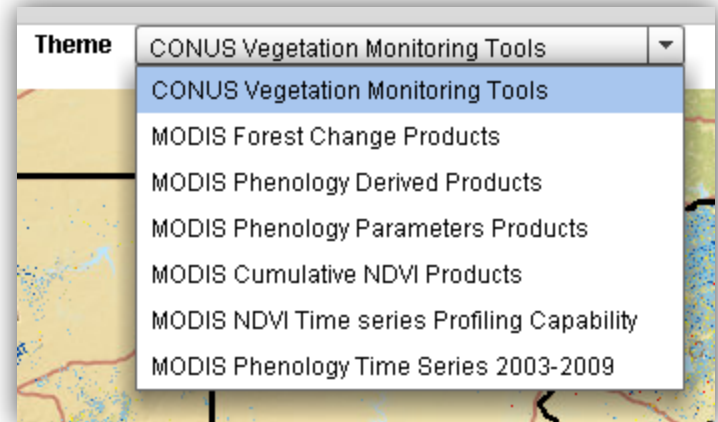 Theme CONUS Vegetation Monitoring Tools
CONUS Vegetation Monitoring Tools
MODIS Forest Change Products
MODIS Phenology Derived Products
MODIS Phenology Parameters Products
MODIS Cumulative NDVI Products
MODIS NDVI Time series Profiling Capability
MODIS Phenology Time Series 2003-2009